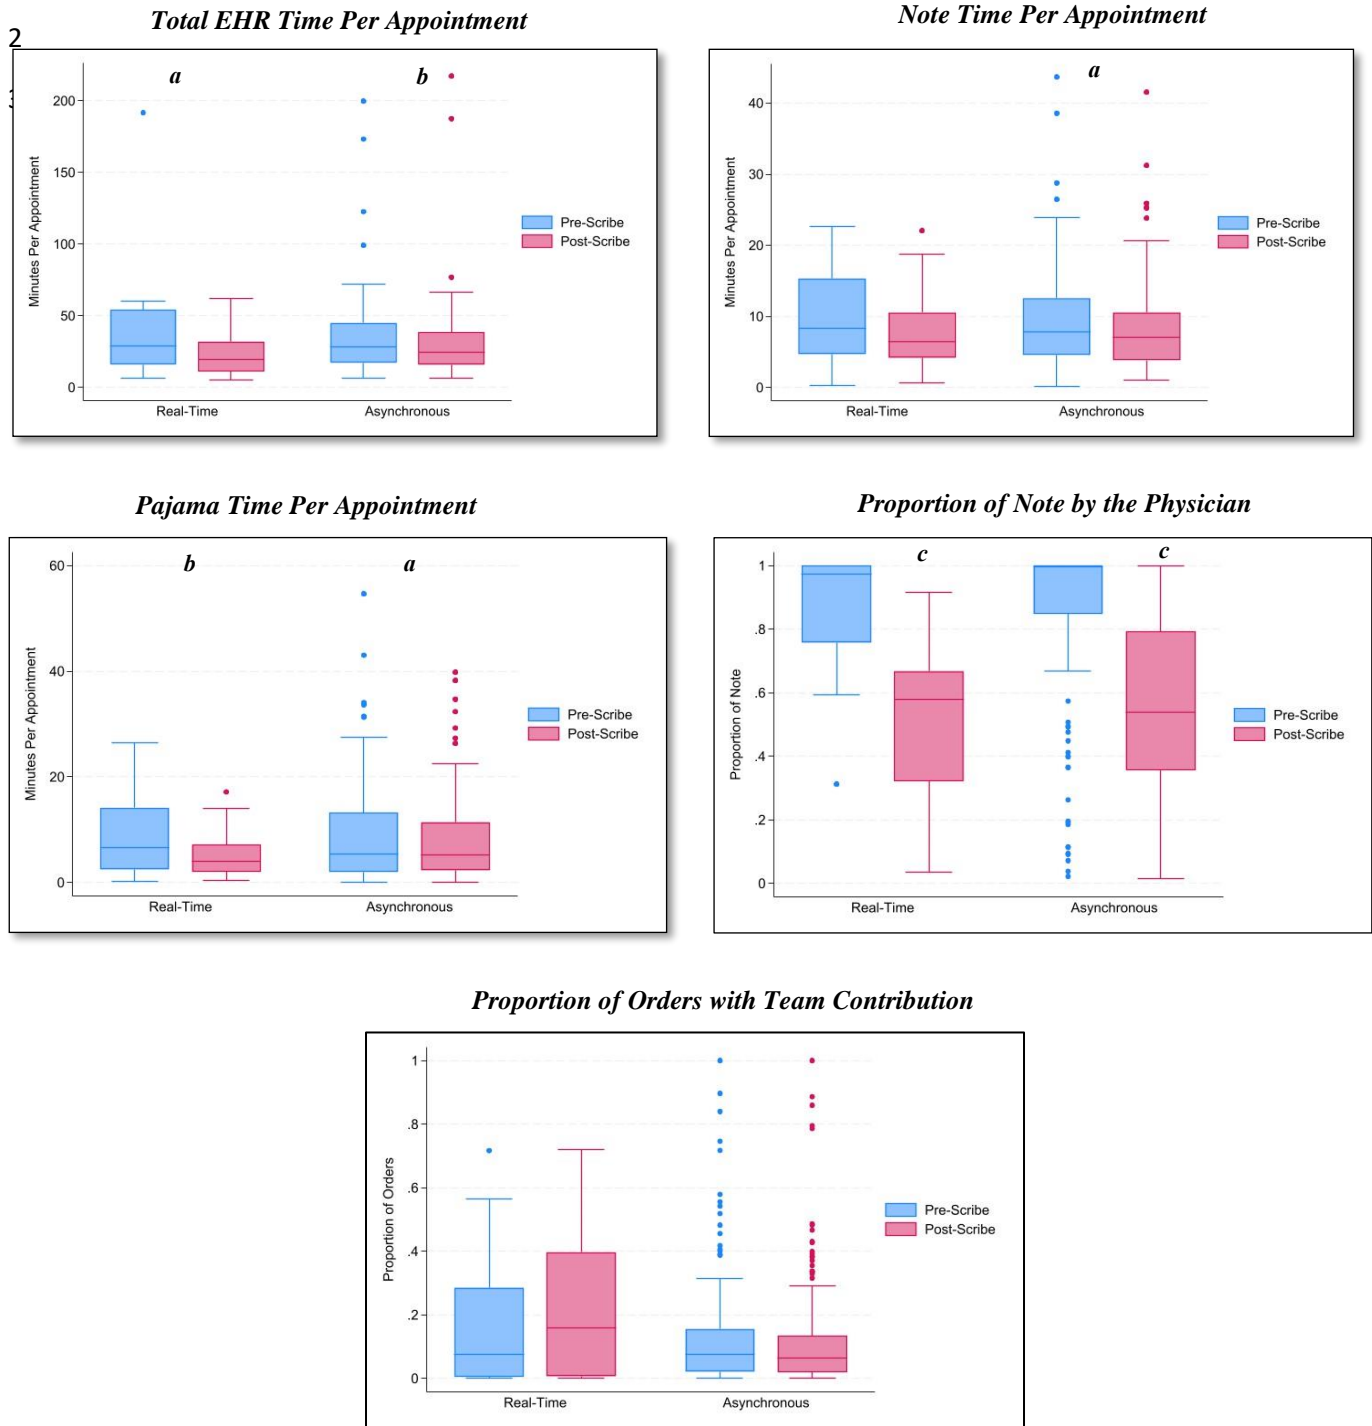 2
Total EHR Time Per Appointment
a
b
200
150
100
50
0
Minutes Per Appointment
Real-Time
Asynchronous
Pre-Scribe
Post-Scribe
Note Time Per Appointment
a
40
30
20
10
0
Minutes Per Appointment
Real-Time
Asynchronous
Pre-Scribe
Post-Scribe
Pajama Time Per Appointment
b
a
60
40
20
0
Minutes Per Appointment
Real-Time
Asynchronous
Pre-Scribe
Post-Scribe
Proportion of Note by the Physician
c
c
1
.8
.6
.4
.2
0
Proportion of Note
Real-Time
Asynchronous
Pre-Scribe
Post-Scribe
Proportion of Orders with Team Contribution
1
.8
.6
.4
.2
0
Proportion of Orders
Real-Time
Asynchronous
Pre-Scribe
Post-Scribe